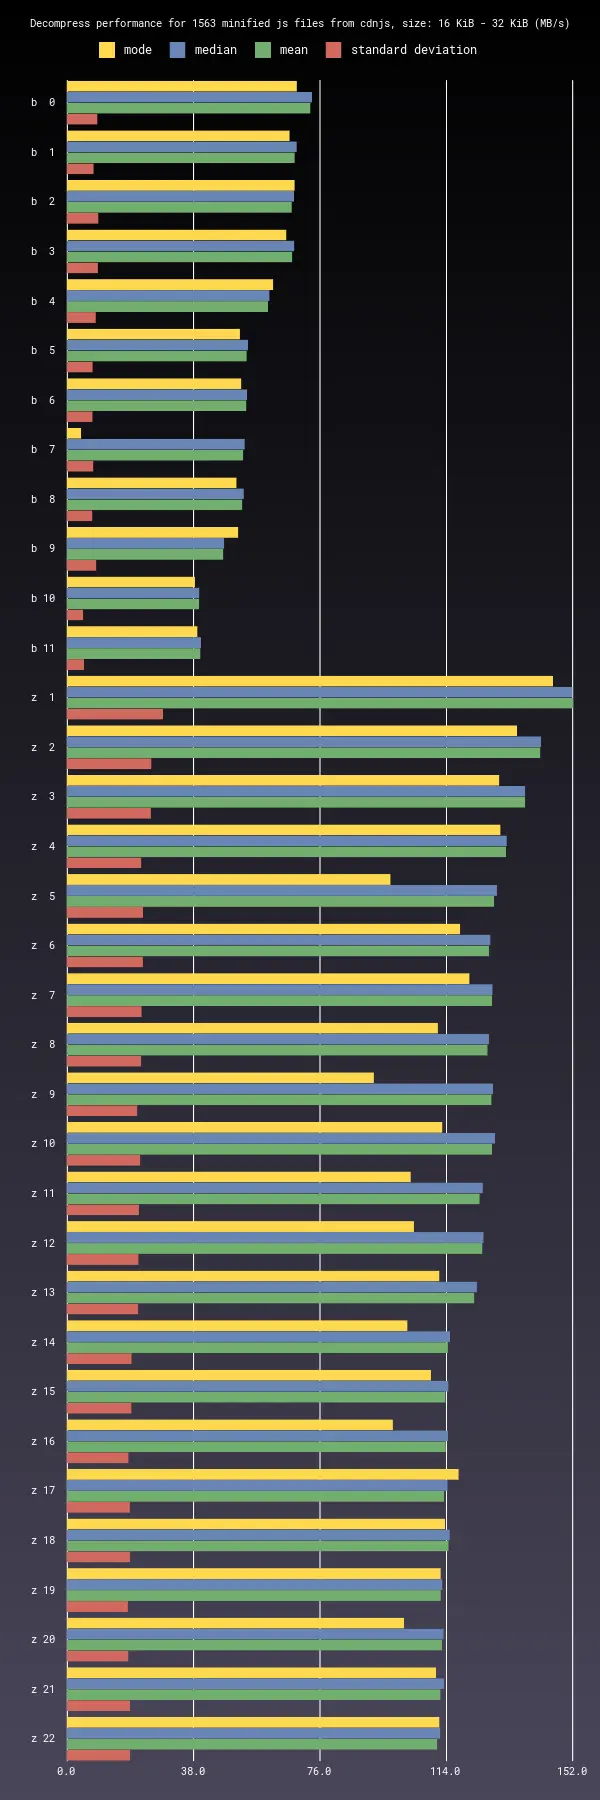 Decompress performance for 1563 minified js files from cdnjs, size: 16 KiB - 32 KiB (MB/s)
mode median mean standard deviation
b 0
b 1
b 2
b 3
b 4
b 5
b 6
b 7
b 8
b 9
b 10
b 11
z 1
z 2
z 3
z 4
z 5
z 6
z 7
z 8
z 9
z 10
z 11
z 12
z 13
z 14
z 15
z 16
z 17
z 18
z 19
z 20
z 21
z 22
0.0 38.0 76.0 114.0 152.0